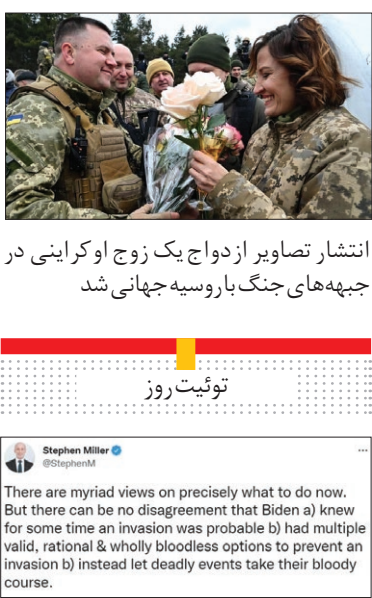 انتشار تصاویر ازدواج یک زوج اوکراینی در
جبهه‌های جنگ با روسیه جهانی شد
توئیت روز
Stephen Miller
@StephenM
There are myriad views on precisely what to do now.
But there can be no disagreement that Biden a) knew
for some time an invasion was probable b) had multiple
valid, rational & wholly bloodless options to prevent an
invasion b) instead let deadly events take their bloody
course.